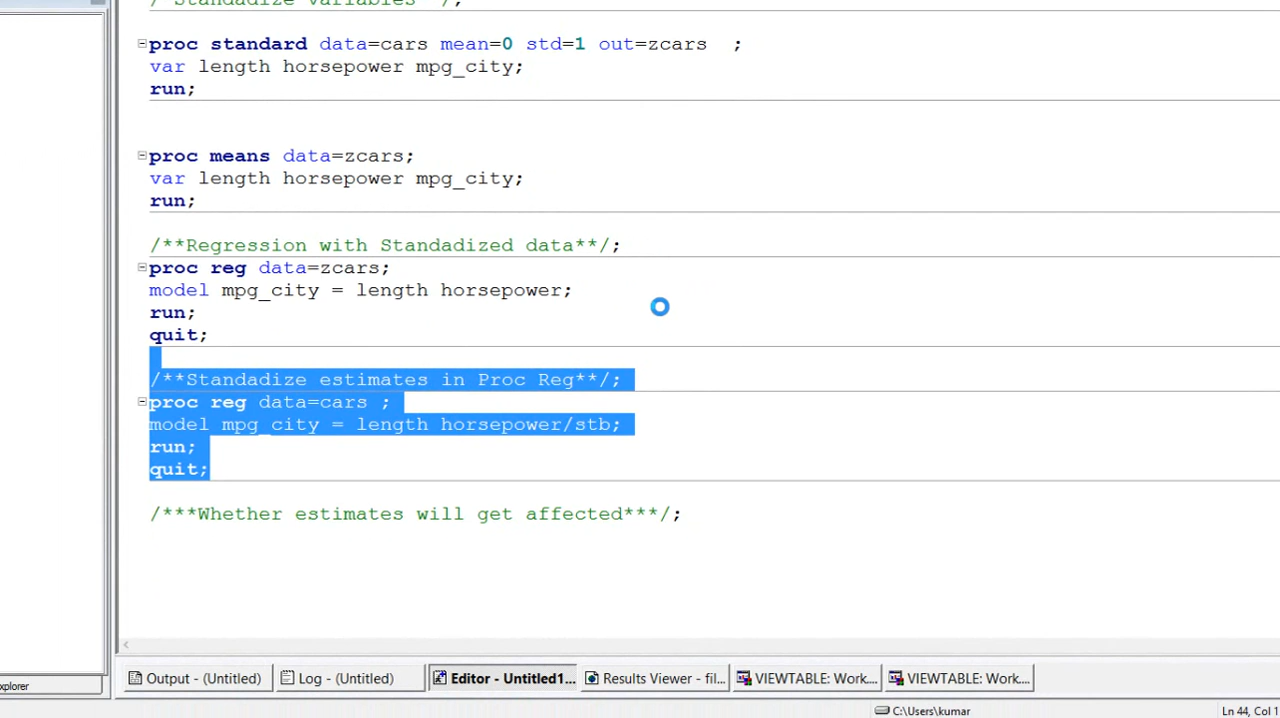 /*Standadize variables**/;
proc standard data=cars mean=0 std=1 out=zcars  ;
var length horsepower mpg_city;
run;
proc means data=zcars;
var length horsepower mpg_city;
run;
/**Regression with Standadized data**/;
proc reg data=zcars;
model mpg_city = length horsepower;
run;
quit;
/**Standadize estimates in Proc Reg**/;
proc reg data=cars ;
model mpg_city = length horsepower/stb;
run;
quit;
/***Whether estimates will get affected***/;
Output - (Untitled)
Log - (Untitled)
Editor - Untitled1...
Results Viewer - fil...
VIEWTABLE: Work....
VIEWTABLE: Work....
xplorer
C:\Users\kumar
Ln 44, Col 1